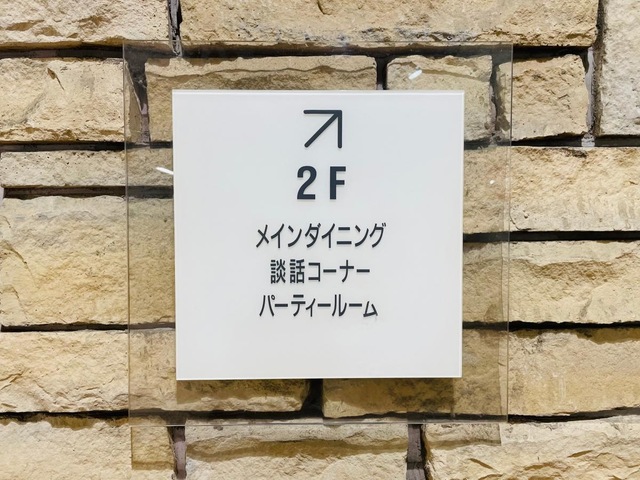 2F
メインダイニング
談話コーナー
パーティールーム